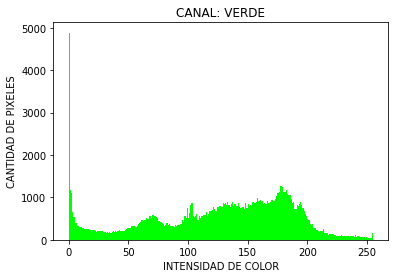 CANAL: VERDE
5000
4000
3000
2000
1000
0
CANTIDAD DE PIXELES
0 50 100 150 200 250
INTENSIDAD DE COLOR